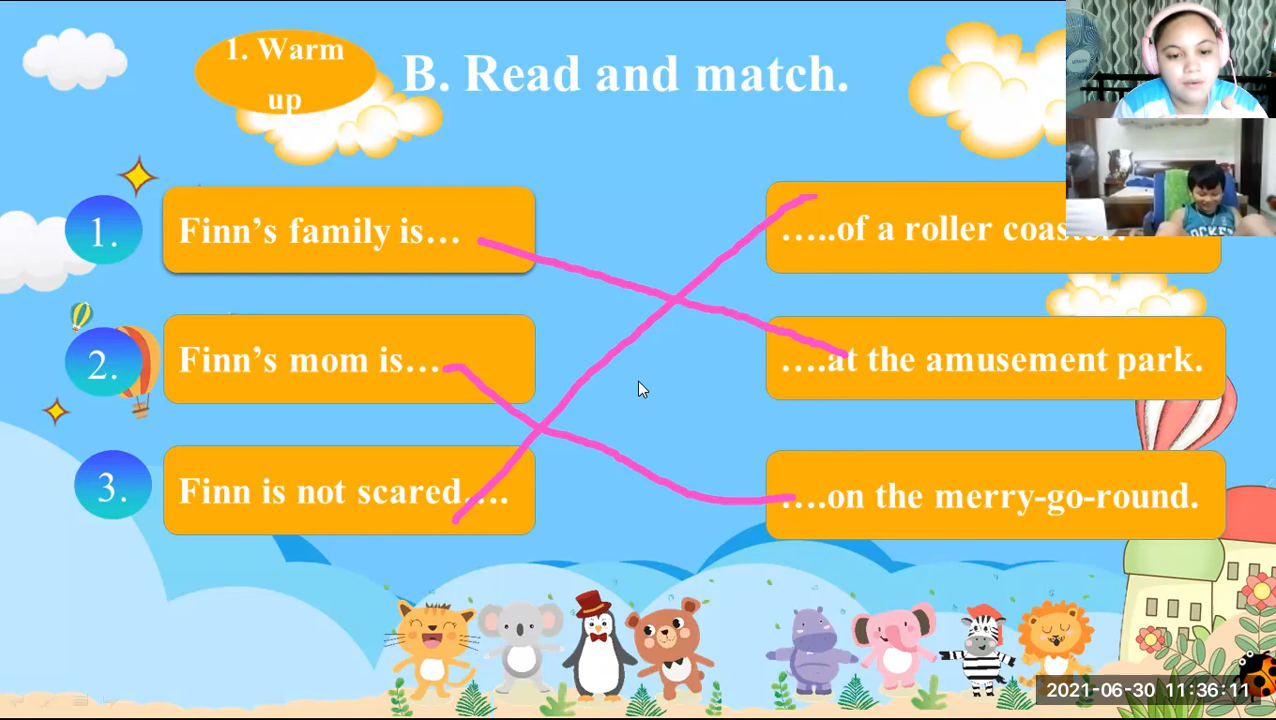 1. Warm
up
B. Read and match.
1.
Finn’s family is…
…..of a roller coaster.
2.
Finn’s mom is…
….at the amusement park.
3.
Finn is not scared….
….on the merry-go-round.
2021-06-30 11:36:11